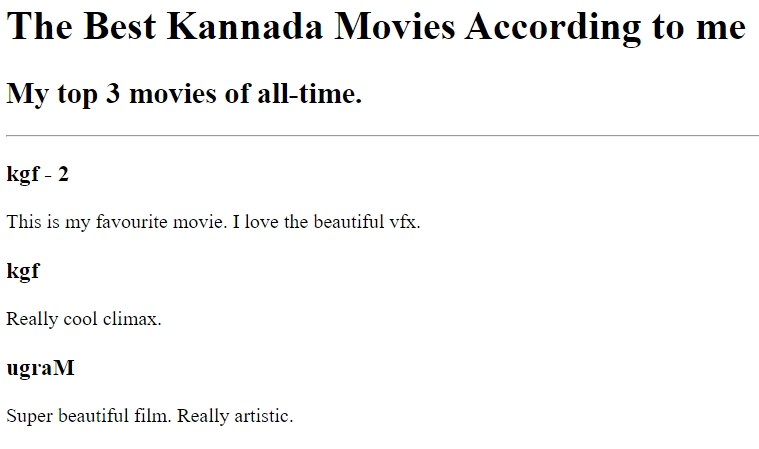 The Best Kannada Movies According to me
My top 3 movies of all-time.
kgf - 2
This is my favourite movie. I love the beautiful vfx.
kgf
Really cool climax.
ugraM
Super beautiful film. Really artistic.